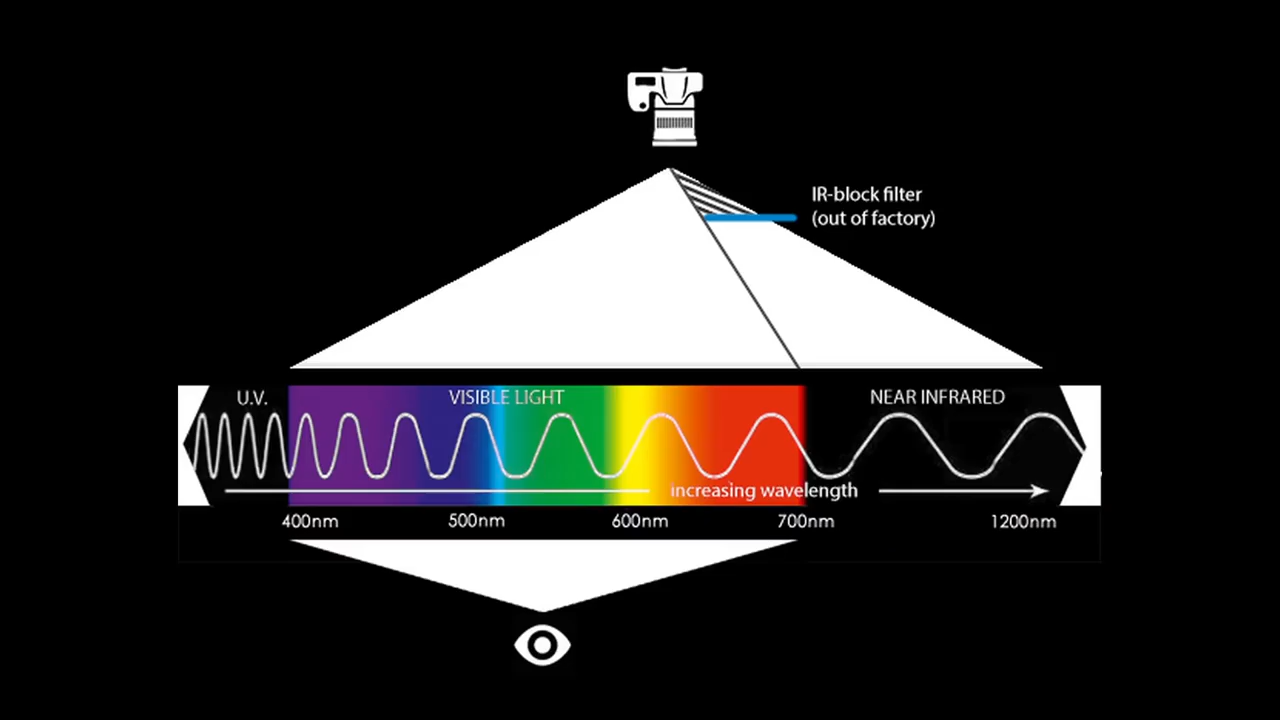 IR-block filter
(out of factory)
U.V.
VISIBLE LIGHT
NEAR INFRARED
increasing wavelength
400nm
500nm
600nm
700nm
1200nm